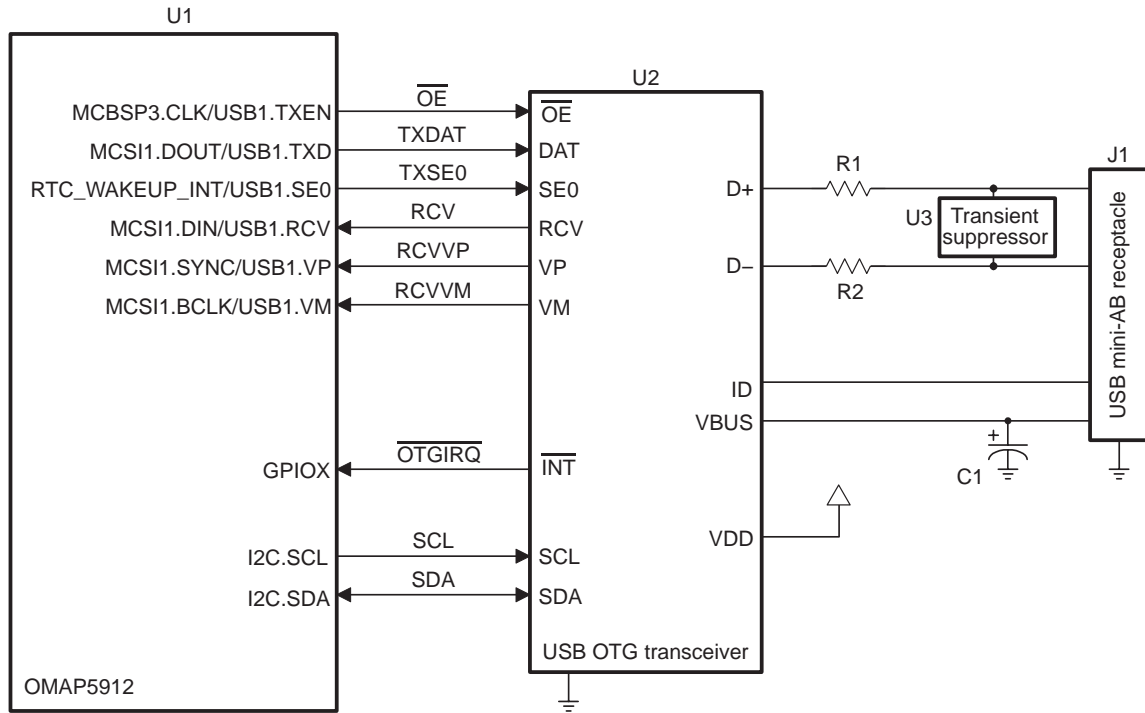 U1
U2
MCBSP3.CLK/USB1.TXEN
OE
OE
MCSI1.DOUT/USB1.TXD
TXDAT
DAT
RTC_WAKEUP_INT/USB1.SE0
TXSE0
SE0
MCSI1.DIN/USB1.RCV
RCV
RCV
MCSI1.SYNC/USB1.VP
RCVVP
VP
MCSI1.BCLK/USB1.VM
RCVVM
VM
GPIOX
OTGIRQ
INT
I2C.SCL
SCL
SCL
I2C.SDA
SDA
SDA
OMAP5912
USB OTG transceiver
D+
D−
ID
VBUS
VDD
R1
R2
U3
Transient
suppressor
C1
+
J1
USB mini-AB receptacle